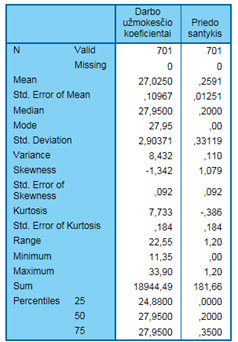 Darbo užmokesčio koeficientai Priedo santykis
N Valid 701 701
Missing 0 0
Mean 27,0250 ,2591
Std. Error of Mean ,10967 ,01251
Median 27,9500 ,2000
Mode 27,95 ,00
Std. Deviation 2,90371 ,33119
Variance 8,432 ,110
Skewness -1,342 1,079
Std. Error of Skewness ,092 ,092
Kurtosis 7,733 -,386
Std. Error of Kurtosis ,184 ,184
Range 22,55 1,20
Minimum 11,35 ,00
Maximum 33,90 1,20
Sum 18944,49 181,66
Percentiles 25 24,8800 ,0000
50 27,9500 ,2000
75 27,9500 ,3500